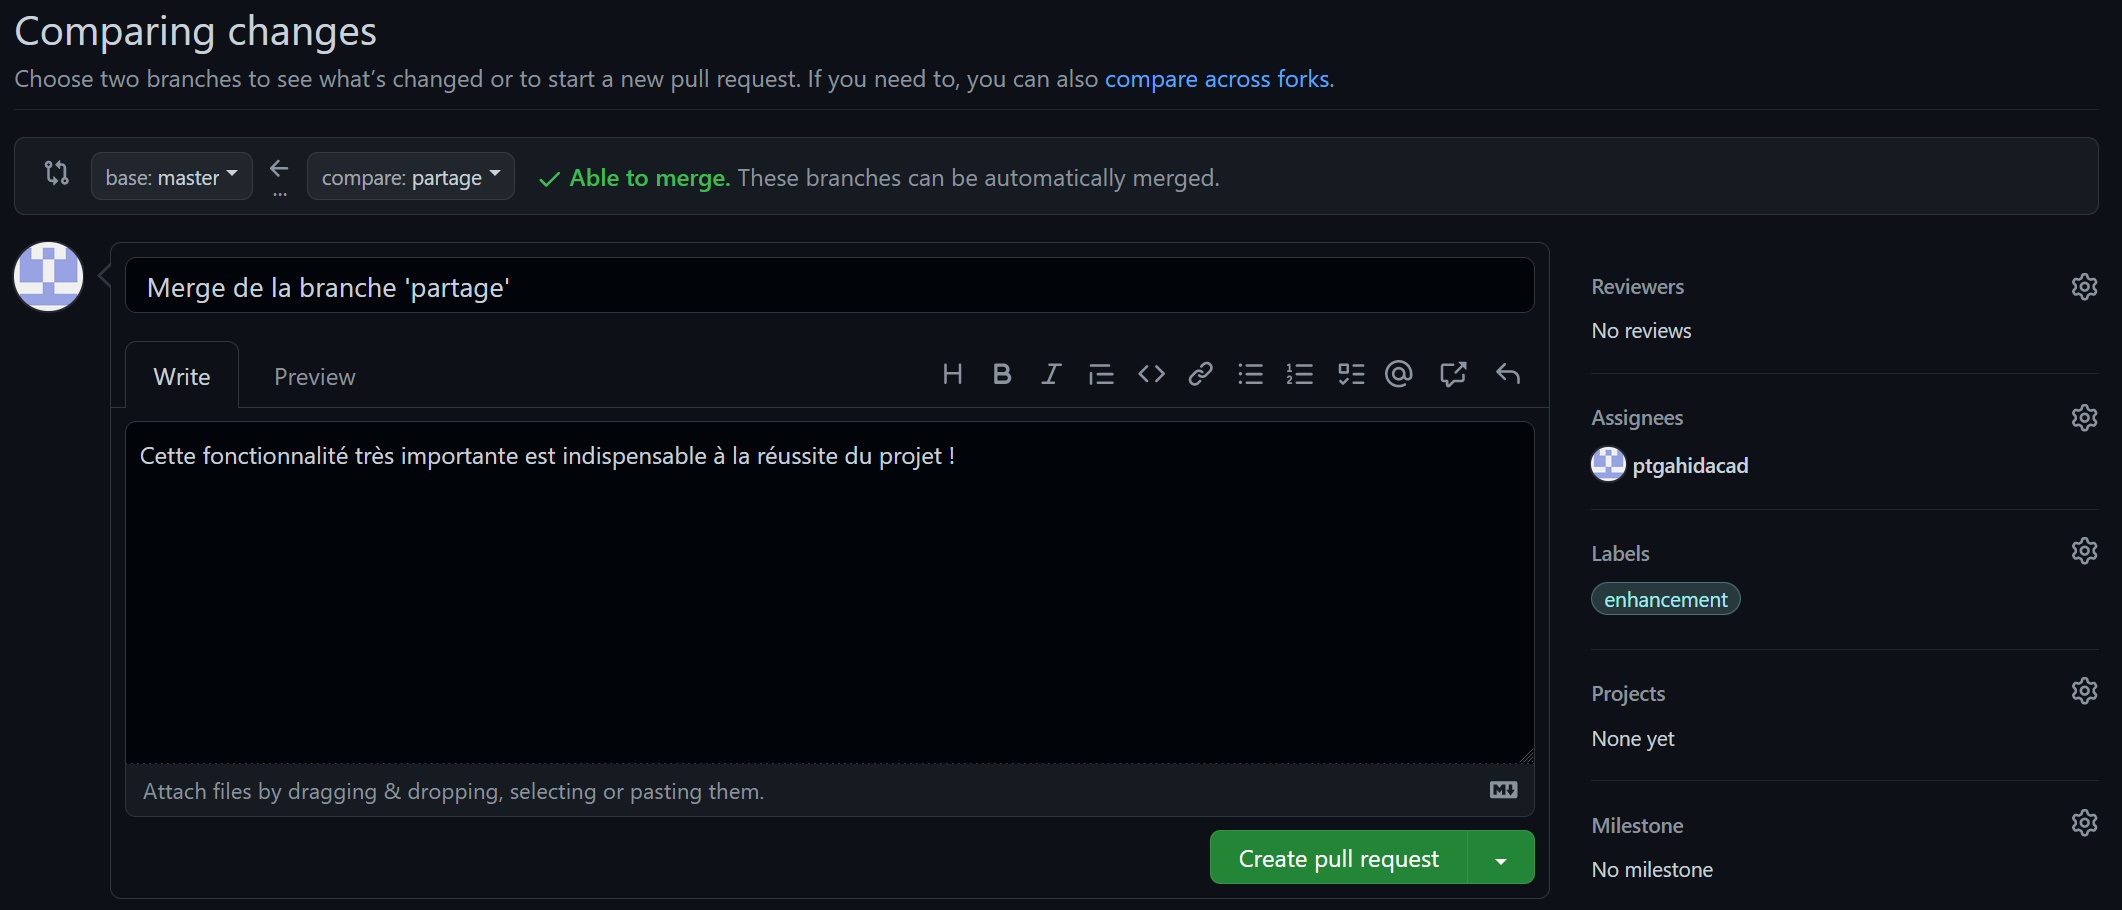 Comparing changes
Choose two branches to see what's changed or to start a new pull request. If you need to, you can also compare across forks.
base: master
...
compare: partage
Able to merge. These branches can be automatically merged.
Merge de la branche 'partage'
Write
Preview
Cette fonctionnalité très importante est indispensable à la réussite du projet !
Attach files by dragging & dropping, selecting or pasting them.
Create pull request
Reviewers
No reviews
Assignees
ptgahidacad
Labels
enhancement
Projects
None yet
Milestone
No milestone